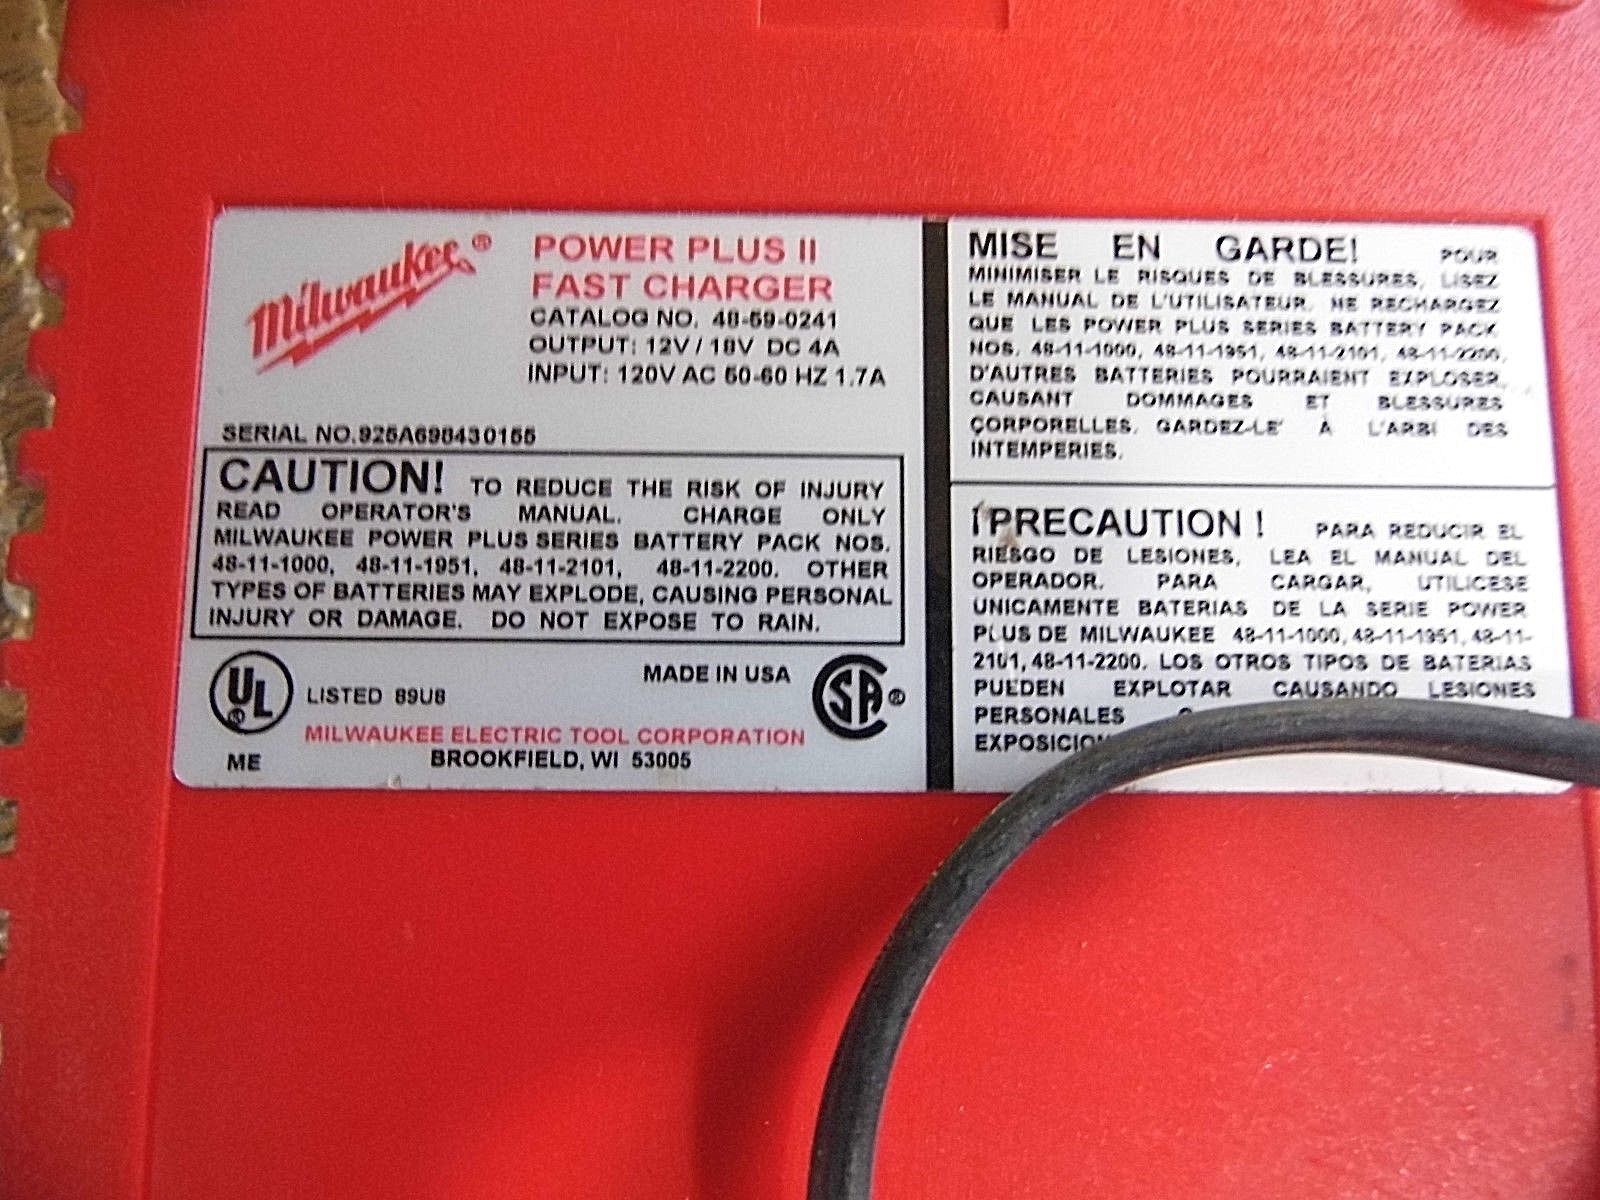 Milwaukee®
POWER PLUS II
FAST CHARGER
CATALOG NO. 48-59-0241
OUTPUT: 12V / 18V DC 4A
INPUT: 120V AC 50-60 HZ 1.7A
SERIAL NO.925A698430155
CAUTION! TO REDUCE THE RISK OF INJURY
READ OPERATOR'S MANUAL. CHARGE ONLY
MILWAUKEE POWER PLUS SERIES BATTERY PACK NOS.
48-11-1000, 48-11-1951, 48-11-2101, 48-11-2200. OTHER
TYPES OF BATTERIES MAY EXPLODE, CAUSING PERSONAL
INJURY OR DAMAGE. DO NOT EXPOSE TO RAIN.
UL®
LISTED 89U8
MADE IN USA
SA®
MILWAUKEE ELECTRIC TOOL CORPORATION
ME
BROOKFIELD, WI 53005
MISE EN GARDE! POUR
MINIMISER LE RISQUES DE BLESSURES, LISEZ
LE MANUAL DE L'UTILISATEUR. NE RECHARGEZ
QUE LES POWER PLUS SERIES BATTERY PACK
NOS. 48-11-1000, 48-11-1951, 48-11-2101, 48-11-2200,
D'AUTRES BATTERIES POURRAIENT EXPLOSER,
CAUSANT DOMMAGES ET BLESSURES
ÇORPORELLES. GARDEZ-LE' À L'ARBI DES
INTEMPERIES.
¡PRECAUTION ! PARA REDUCIR EL
RIESGO DE LESIONES, LEA EL MANUAL DEL
OPERADOR. PARA CARGAR, UTILICESE
UNICAMENTE BATERIAS DE LA SERIE POWER
PLUS DE MILWAUKEE 48-11-1000, 48-11-1951, 48-11-
2101, 48-11-2200. LOS OTROS TIPOS DE BATERIAS
PUEDEN EXPLOTAR CAUSANDO LESIONES
PERSONALES